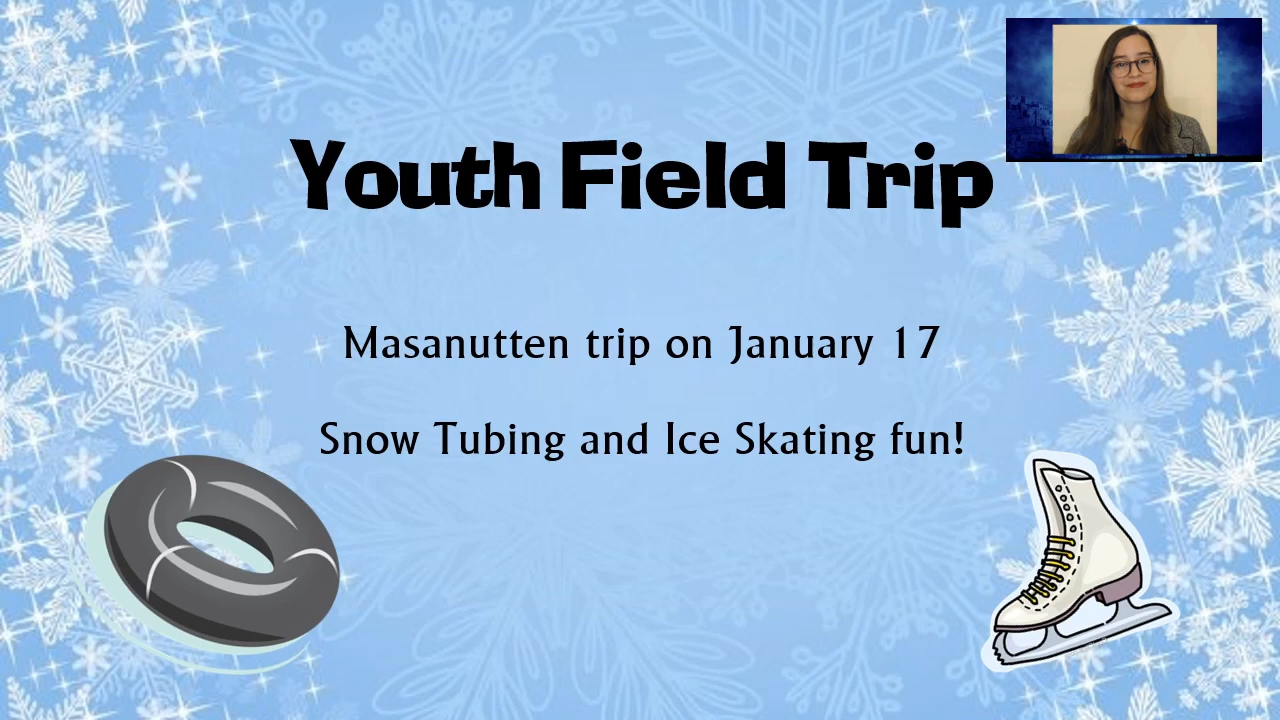 Youth Field Trip
Masanutten trip on January 17
Snow Tubing and Ice Skating fun!